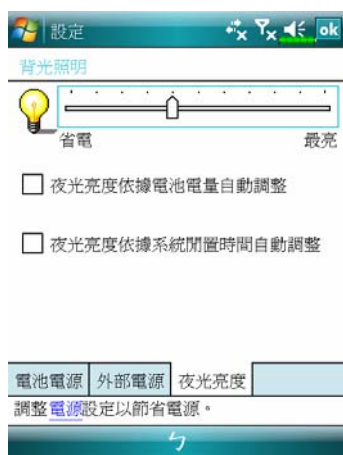 設定 ok
背光照明
省電 最亮
夜光亮度依據電池電量自動調整
夜光亮度依據系統閒置時間自動調整
電池電源 外部電源 夜光亮度
調整電源設定以節省電源。
ㄅ